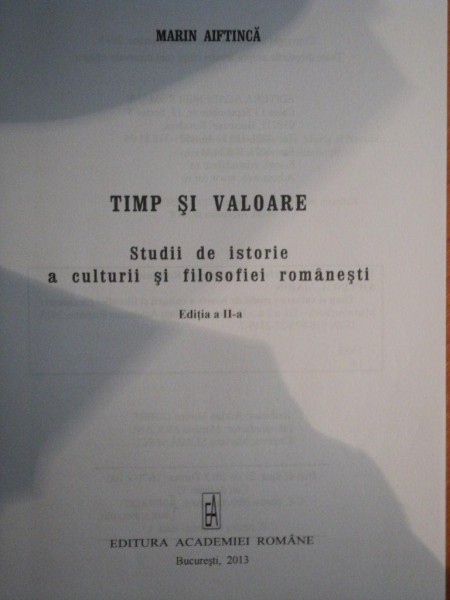 MARIN AIFTINCĂ
TIMP ŞI VALOARE
Studii de istorie
a culturii şi filosofiei româneşti
Ediţia a II-a
EA
EDITURA ACADEMIEI ROMÂNE
Bucureşti, 2013